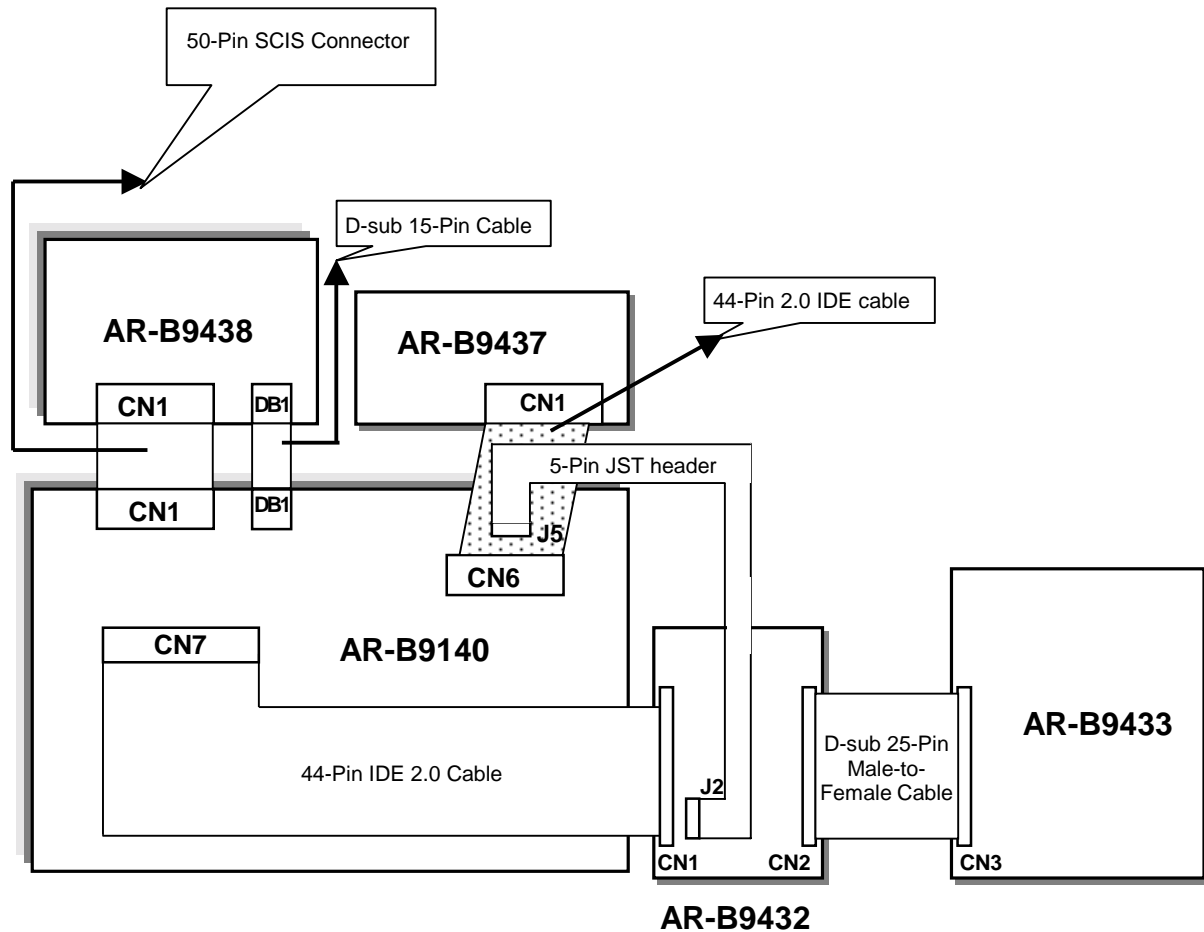 50-Pin SCIS Connector
D-sub 15-Pin Cable
44-Pin 2.0 IDE cable
AR-B9438
AR-B9437
CN1
DB1
CN1
5-Pin JST header
CN1
DB1
J5
CN6
CN7
AR-B9140
AR-B9433
D-sub 25-Pin
Male-to-
Female Cable
44-Pin IDE 2.0 Cable
J2
CN1
CN2
CN3
AR-B9432